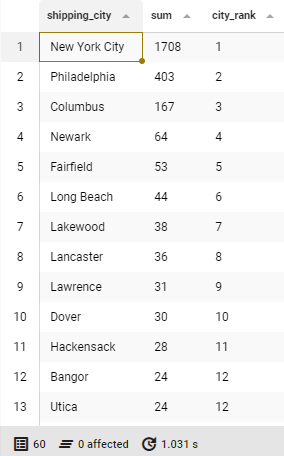 shipping_city sum city_rank
1 New York City 1708 1
2 Philadelphia 403 2
3 Columbus 167 3
4 Newark 64 4
5 Fairfield 53 5
6 Long Beach 44 6
7 Lakewood 38 7
8 Lancaster 36 8
9 Lawrence 31 9
10 Dover 30 10
11 Hackensack 28 11
12 Bangor 24 12
13 Utica 24 12
60 0 affected 1.031 s